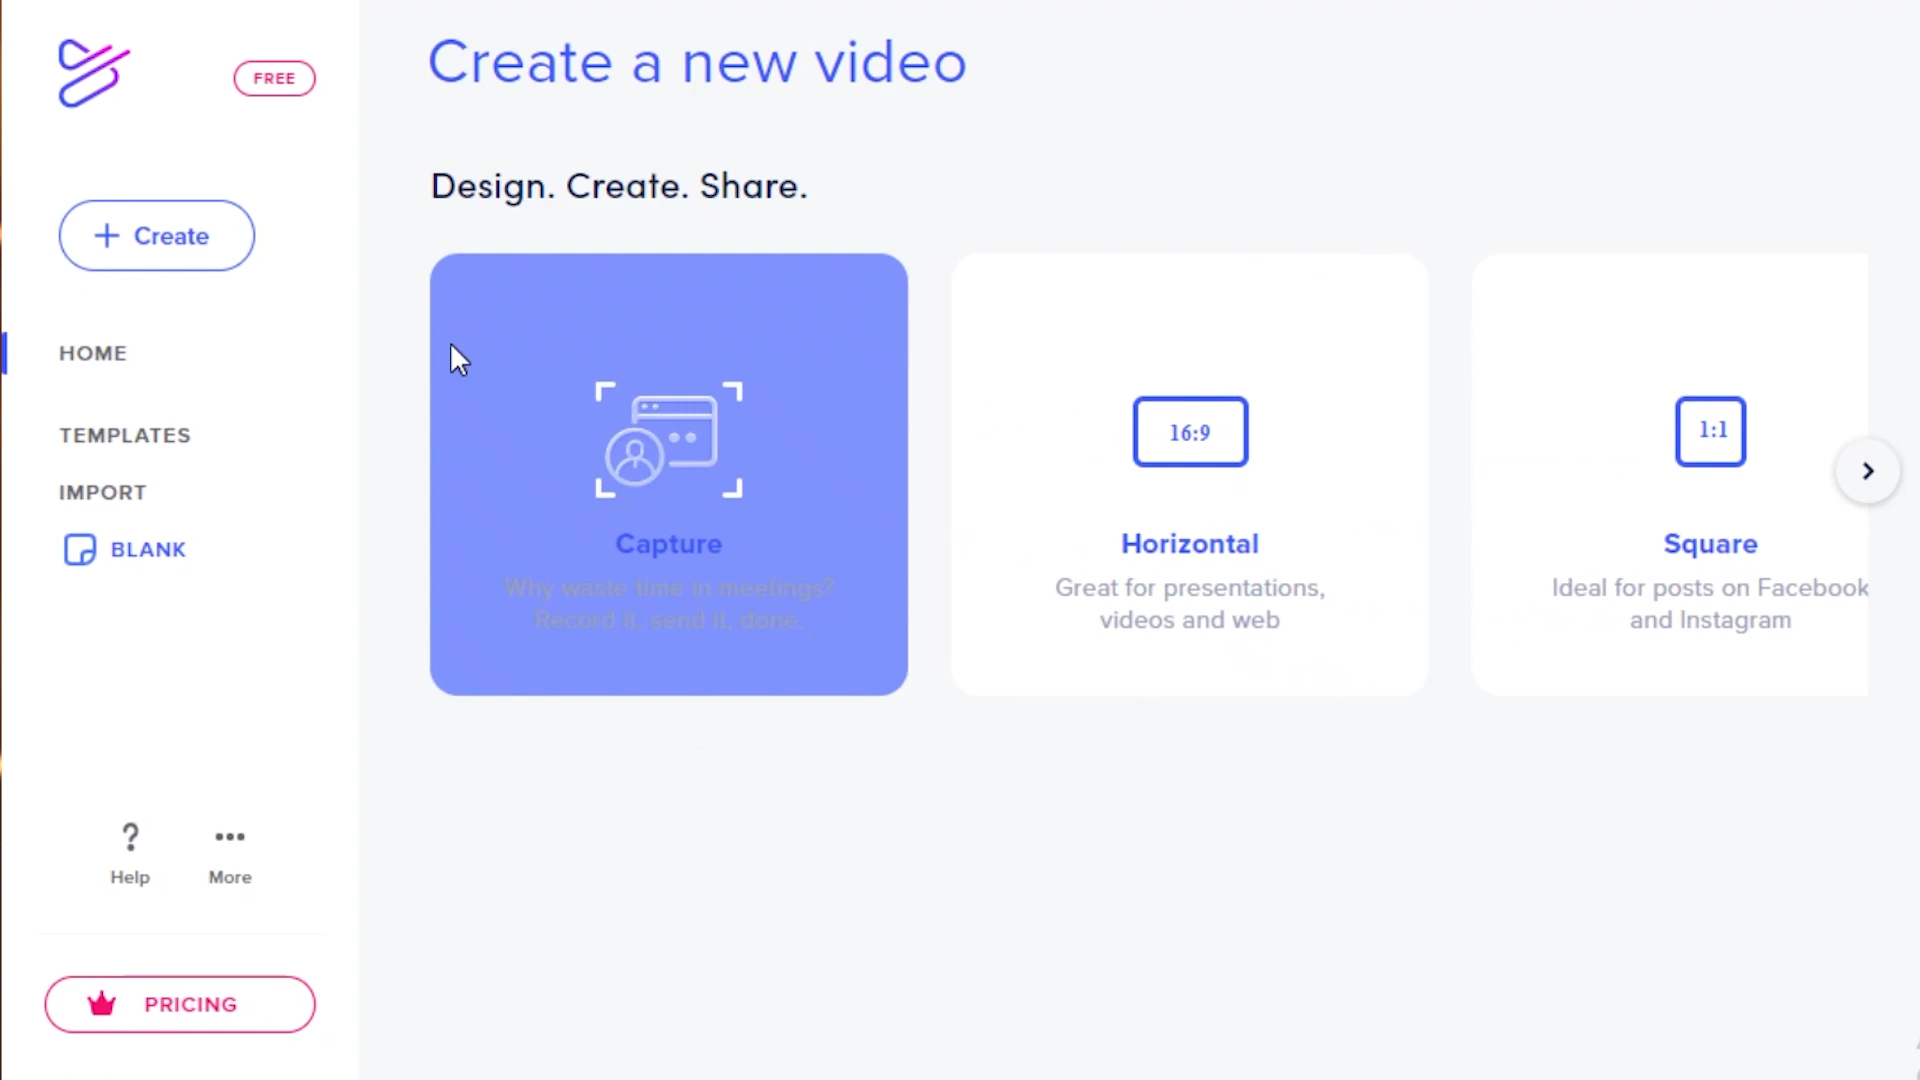 FREE
Create
HOME
TEMPLATES
IMPORT
BLANK
?
Help
More
PRICING
Create a new video
Design. Create. Share.
Capture
Why waste time in meetings?
Record it, send it, done.
16:9
Horizontal
Great for presentations,
videos and web
1:1
Square
Ideal for posts on Facebook
and Instagram